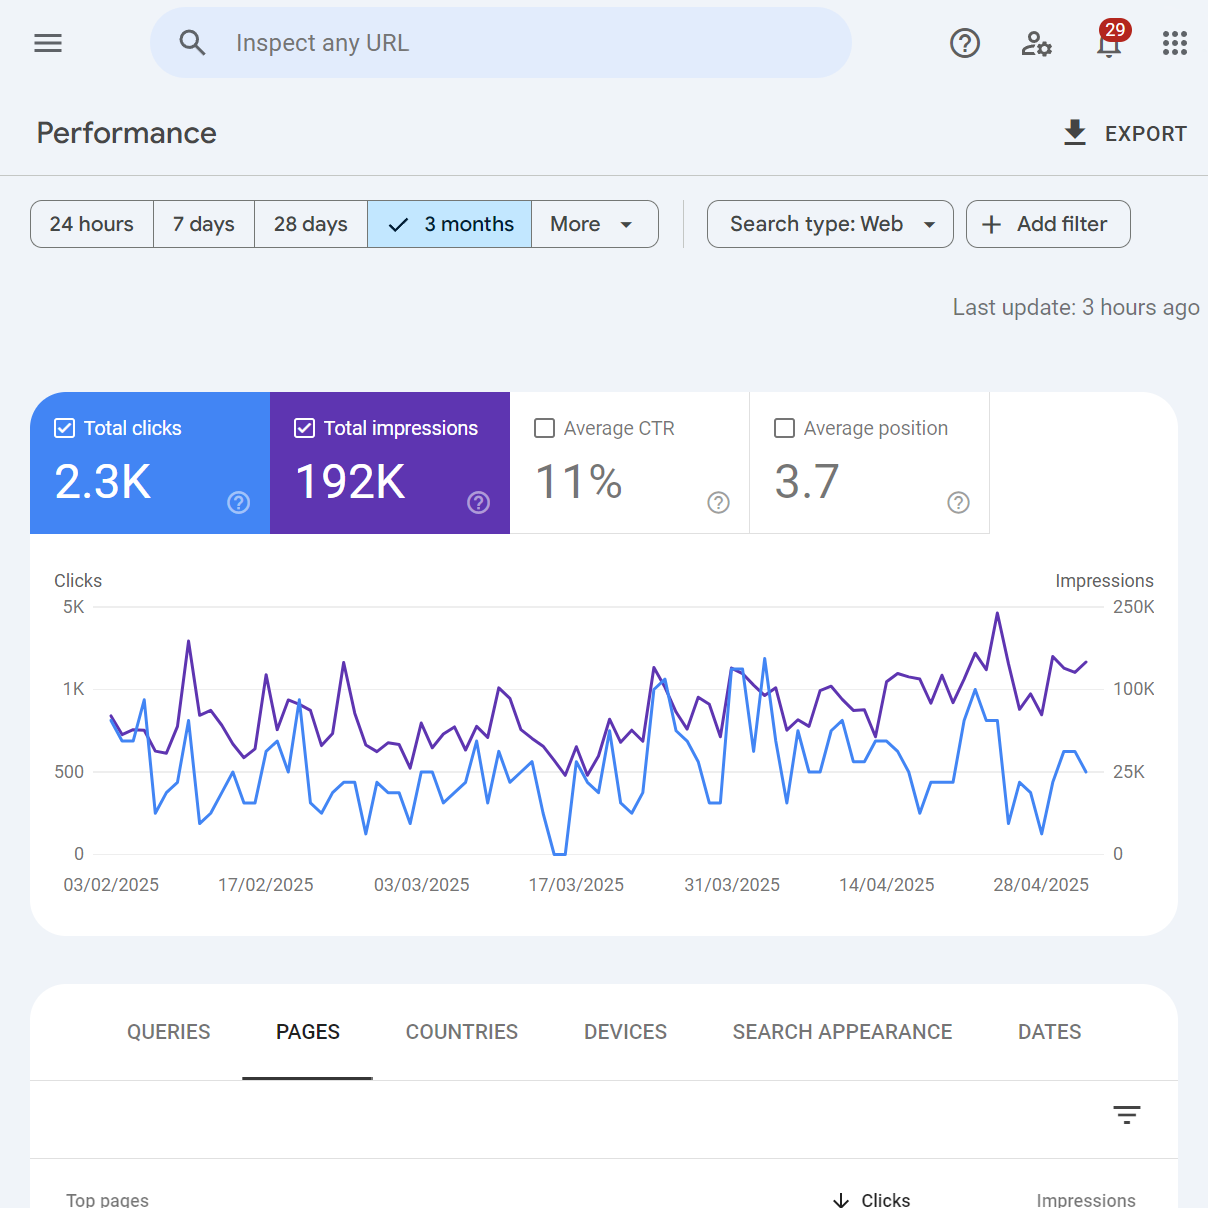 Inspect any URL
29
Performance
EXPORT
24 hours 7 days 28 days 3 months More Search type: Web Add filter
Last update: 3 hours ago
Total clicks Total impressions Average CTR Average position
2.3K 192K 11% 3.7
Clicks Impressions
5K 250K
1K 100K
500 25K
0 0
03/02/2025 17/02/2025 03/03/2025 17/03/2025 31/03/2025 14/04/2025 28/04/2025
QUERIES PAGES COUNTRIES DEVICES SEARCH APPEARANCE DATES
Top pages Clicks Impressions